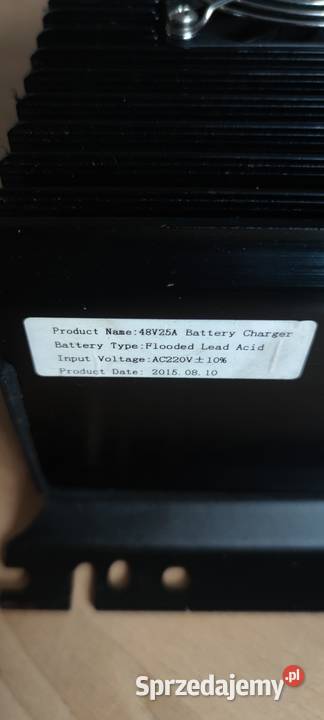 Product Name:48V25A Battery Charger
Battery Type:Flooded Lead Acid
Input Voltage:AC220V±10%
Product Date: 2015.08.10
Sprzedajemy.pl